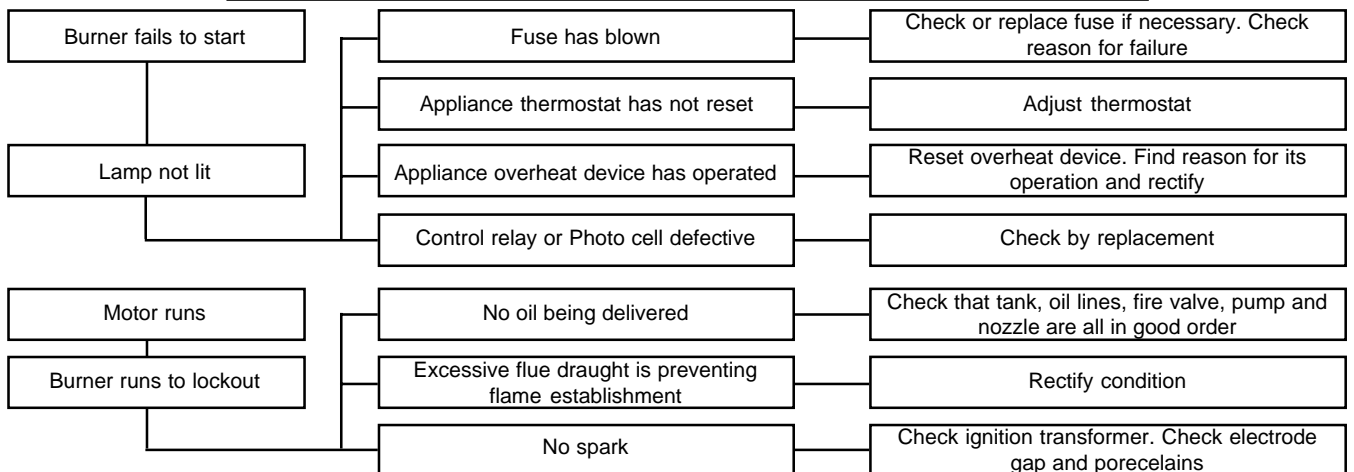 Burner fails to start
Fuse has blown
Check or replace fuse if necessary. Check
reason for failure
Appliance thermostat has not reset
Adjust thermostat
Lamp not lit
Appliance overheat device has operated
Reset overheat device. Find reason for its
operation and rectify
Control relay or Photo cell defective
Check by replacement
Motor runs
No oil being delivered
Check that tank, oil lines, fire valve, pump and
nozzle are all in good order
Burner runs to lockout
Excessive flue draught is preventing
flame establishment
Rectify condition
No spark
Check ignition transformer. Check electrode
gap and porecelains